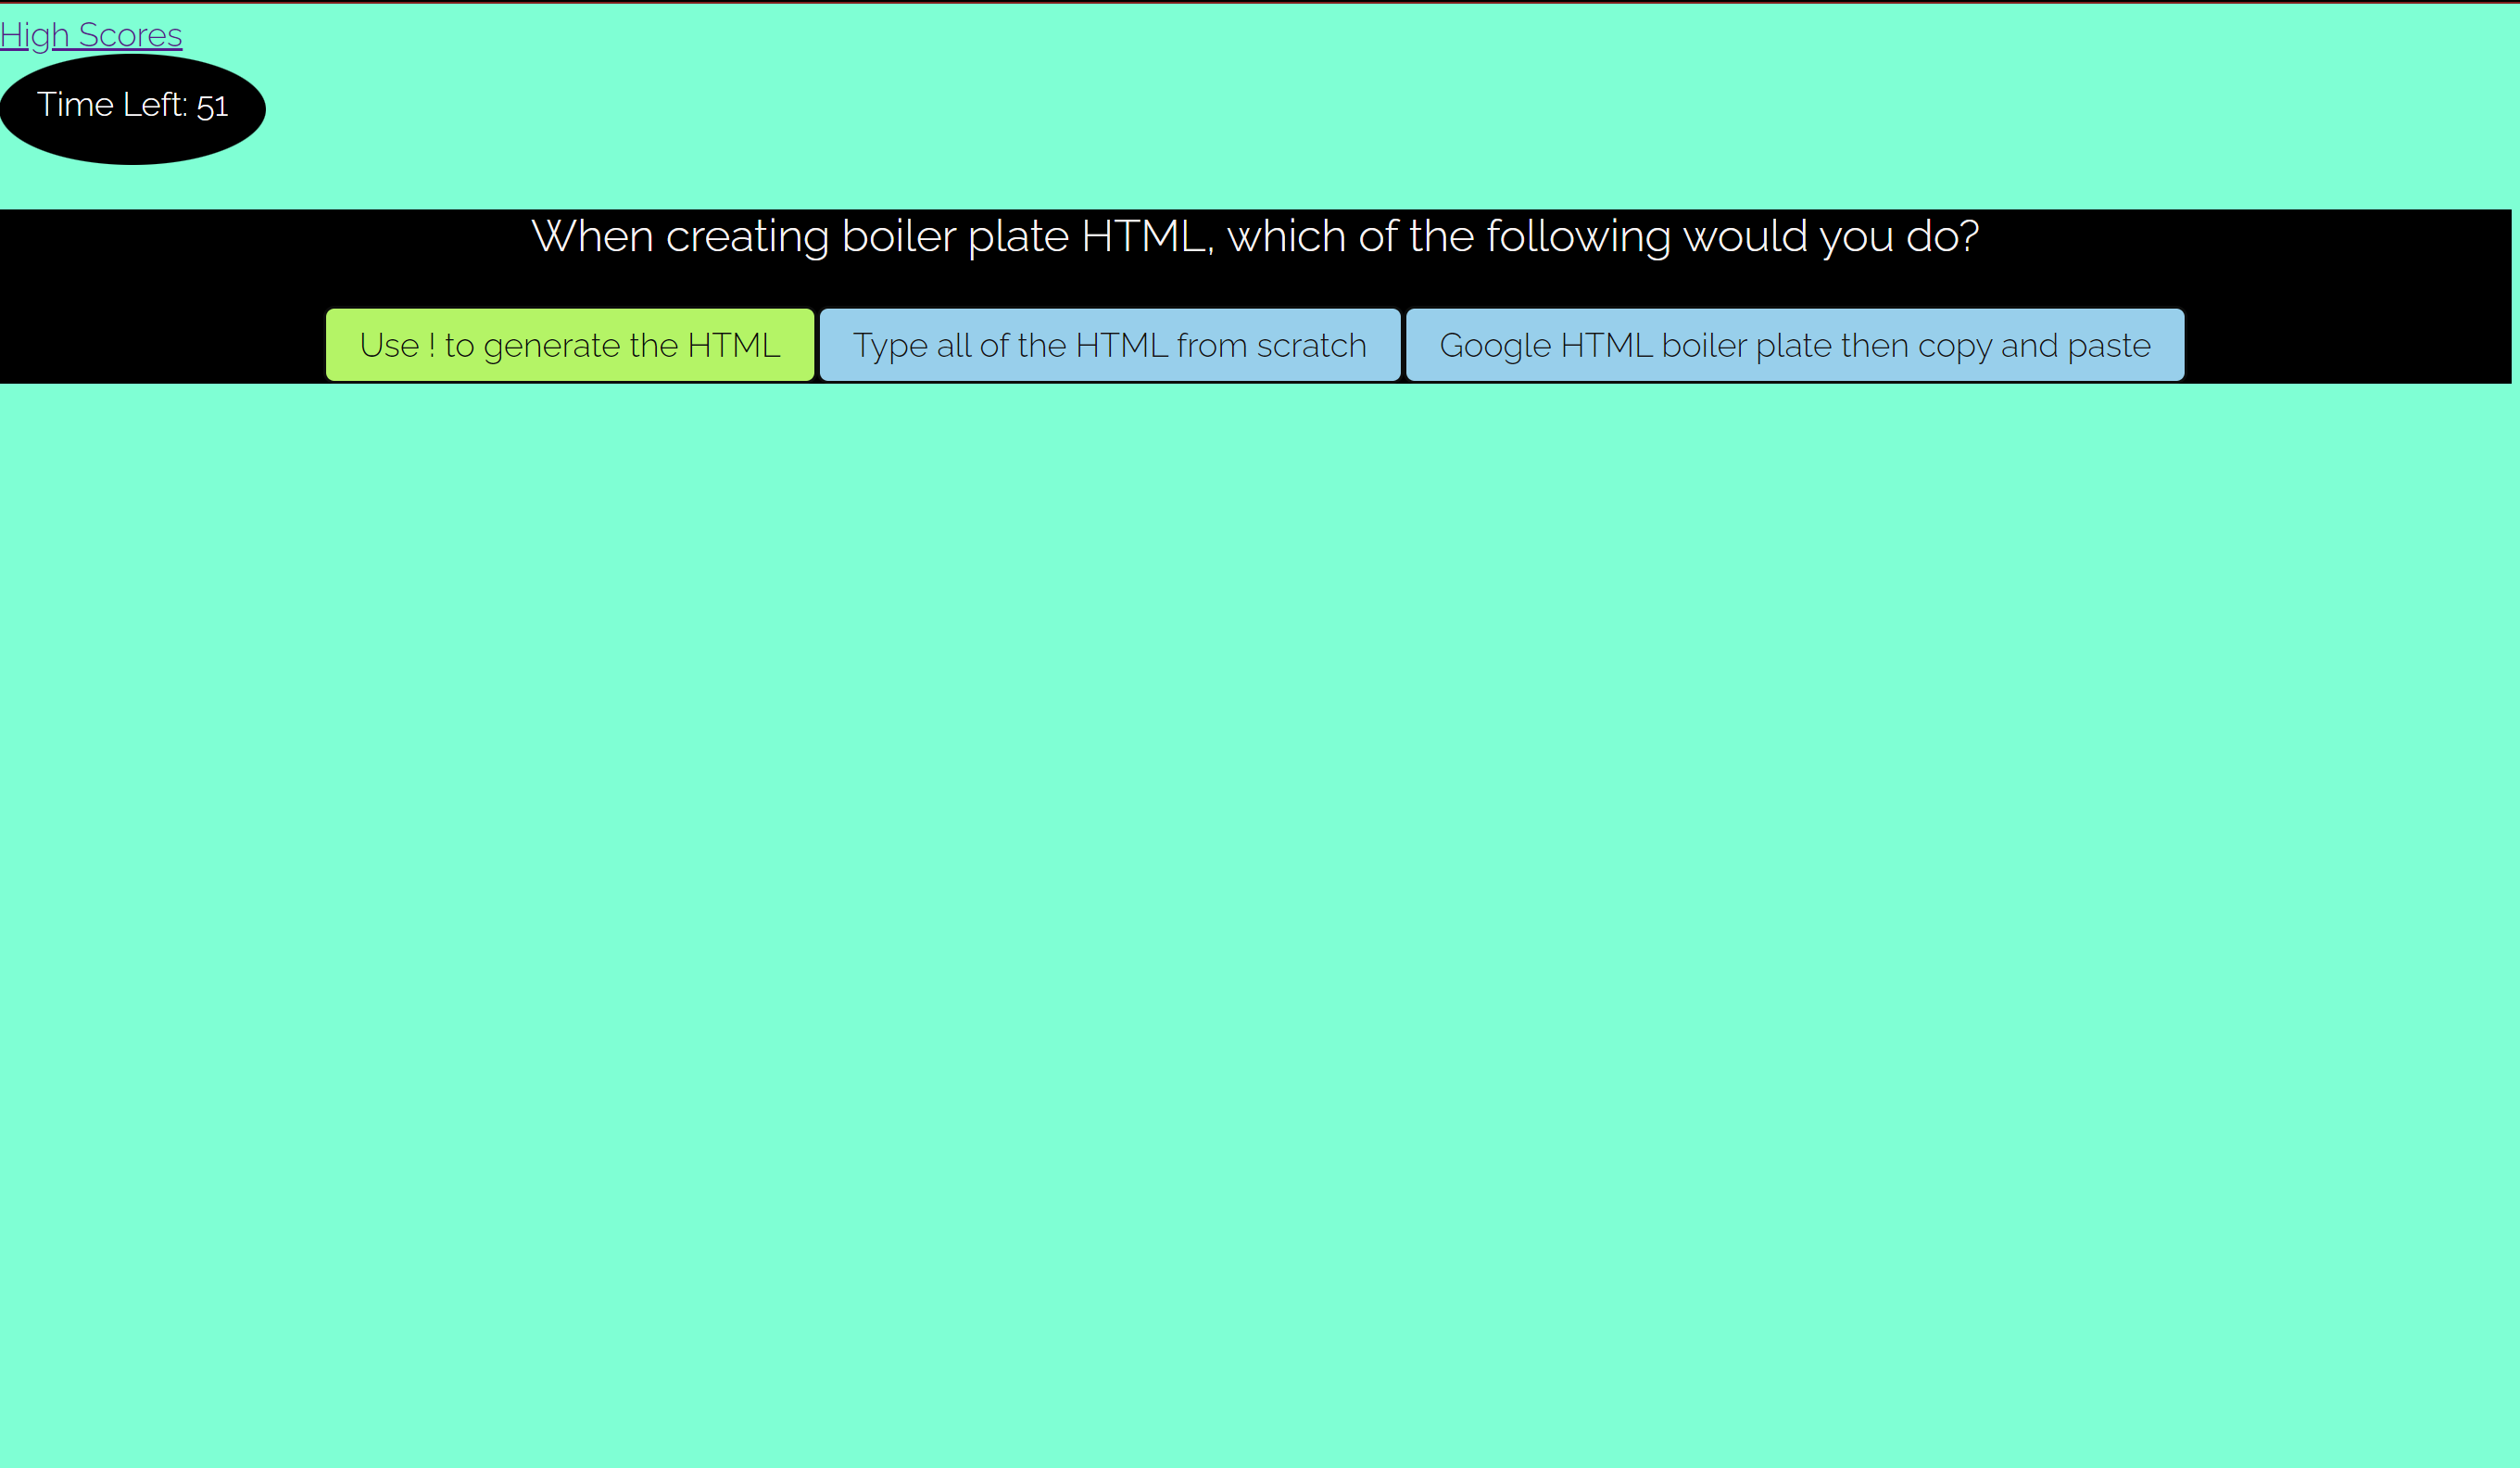 High Scores
Time Left: 51
When creating boiler plate HTML, which of the following would you do?
Use ! to generate the HTML
Type all of the HTML from scratch
Google HTML boiler plate then copy and paste